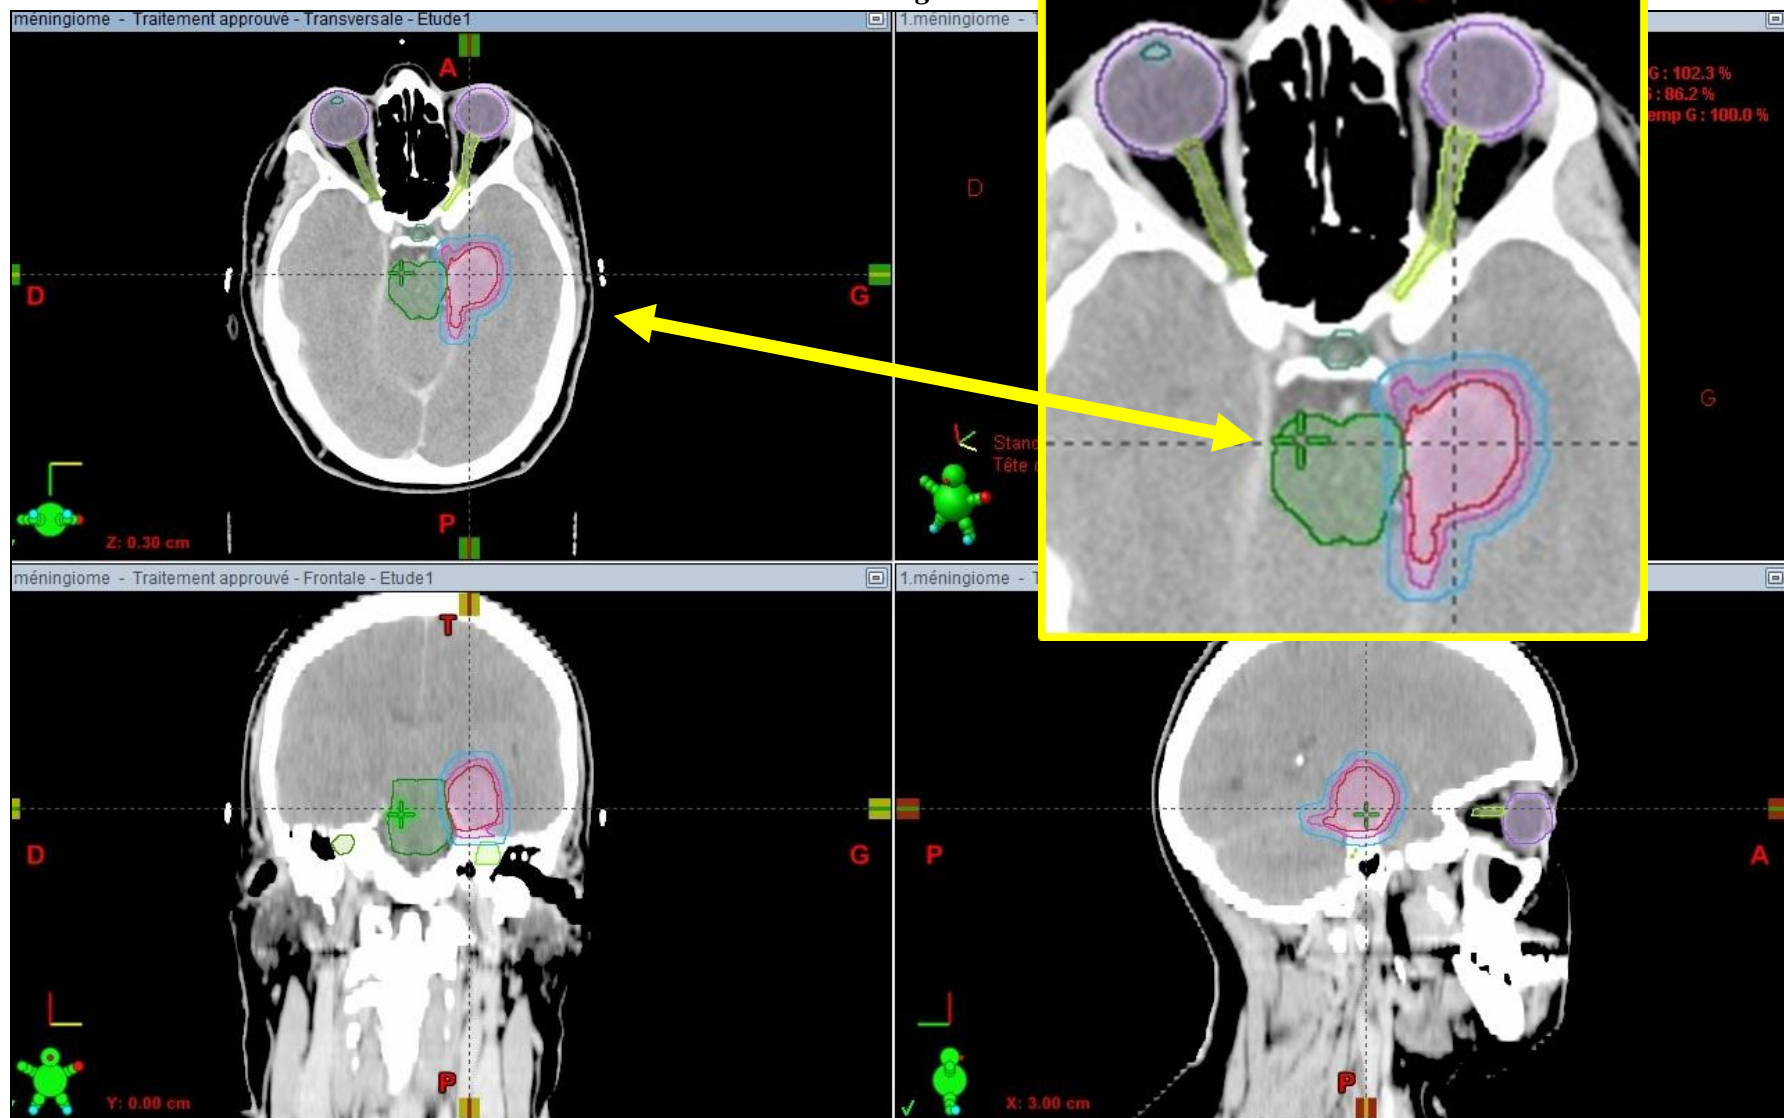 méningiome - Traitement approuvé - Transversale - Etude1
1.méningiome - T
A
D
G
P
Z: 0.30 cm
D
G
G : 102.3 %
: 86.2 %
emp G : 100.0 %
Stand
Tête
méningiome - Traitement approuvé - Frontale - Etude1
1.méningiome - T
T
D
G
P
Y: 0.00 cm
P
A
P
X: 3.00 cm